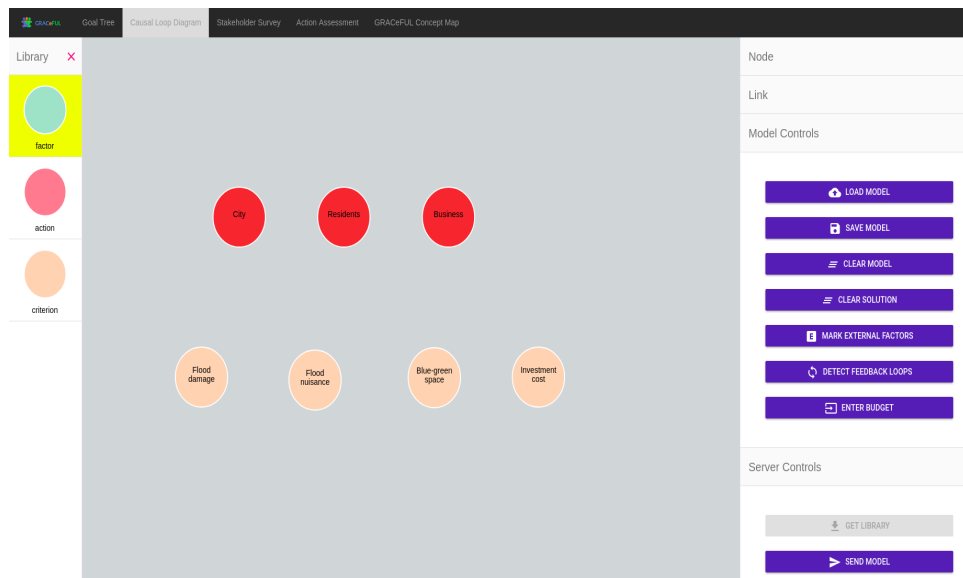 GRACeFUL Goal Tree Causal Loop Diagram Stakeholder Survey Action Assessment GRACeFUL Concept Map
Library
factor
action
criterion
City Residents Business
Flood
damage
Flood
nuisance
Blue-green
space
Investment
cost
Node
Link
Model Controls
LOAD MODEL
SAVE MODEL
CLEAR MODEL
CLEAR SOLUTION
E MARK EXTERNAL FACTORS
DETECT FEEDBACK LOOPS
ENTER BUDGET
Server Controls
GET LIBRARY
SEND MODEL